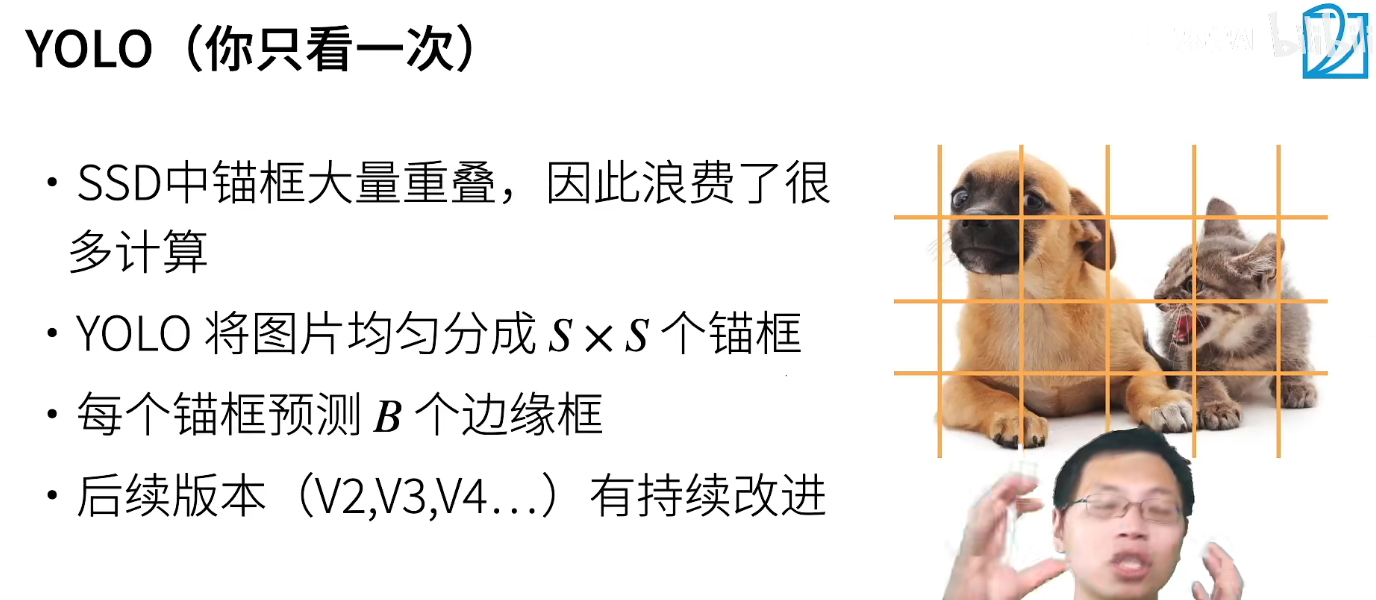 YOLO（你只看一次）
• SSD中锚框大量重叠，因此浪费了很
多计算
• YOLO 将图片均匀分成 S × S 个锚框
• 每个锚框预测 B 个边缘框
• 后续版本（V2,V3,V4…）有持续改进